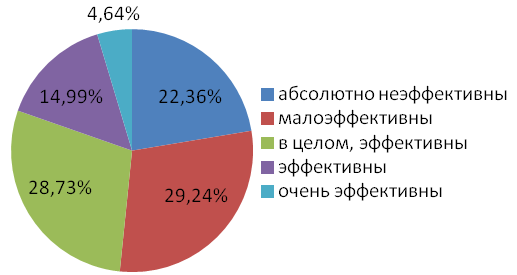 4,64%
22,36%
14,99%
28,73%
29,24%
абсолютно неэффективны
малоэффективны
в целом, эффективны
эффективны
очень эффективны